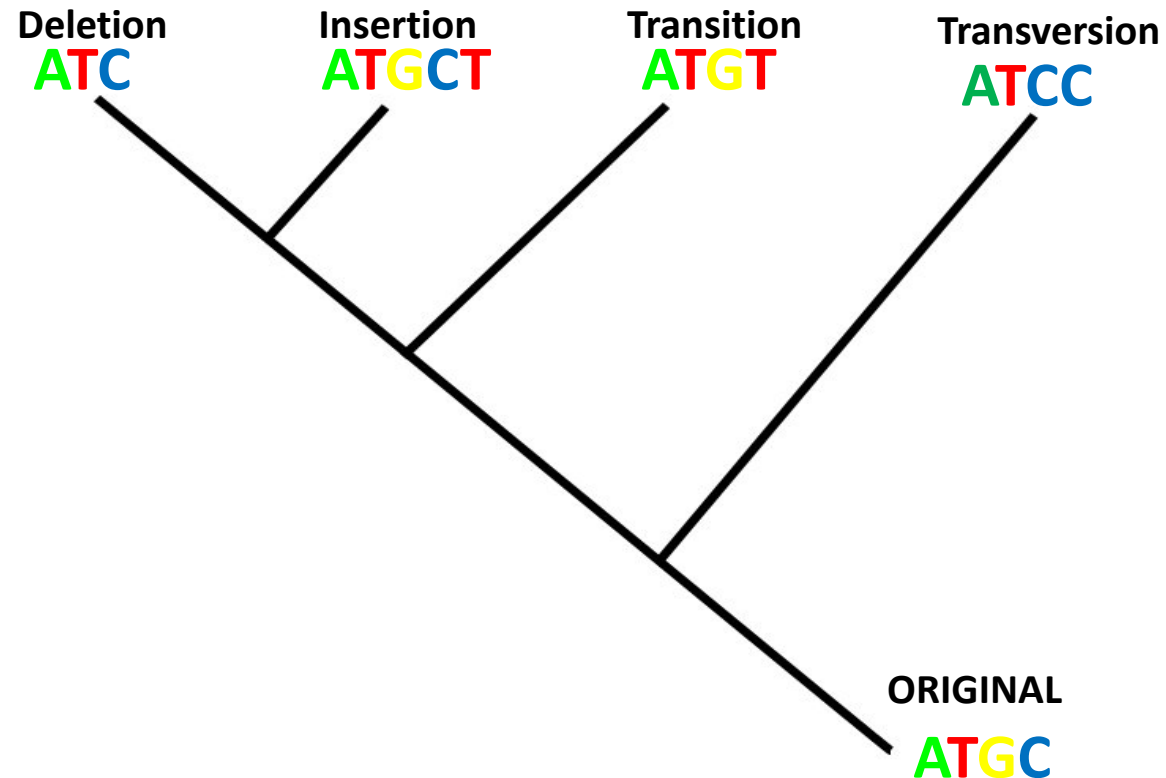 Deletion
ATC
Insertion
ATGCT
Transition
ATGT
Transversion
ATCC
ORIGINAL
ATGC